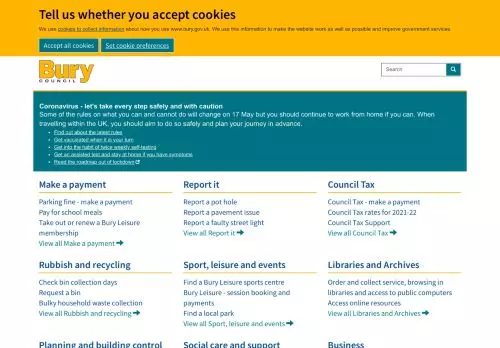 Tell us whether you accept cookies
We use cookies to collect information about how you use www.bury.gov.uk. We use this information to make the website work as well as possible and improve government services.
Accept all cookies
Set cookie preferences
Bury
COUNCIL
Search
Coronavirus - let's take every step safely and with caution
Some of the rules on what you can and cannot do will change on 17 May but you should continue to work from home if you can. When
travelling within the UK, you should aim to do so safely and plan your journey in advance.
Find out about the latest rules
Get vaccinated when it is your turn
Get into the habit of twice weekly self-testing
Get an assisted test and stay at home if you have symptoms
Read the roadmap out of lockdown
Make a payment
Parking fine - make a payment
Pay for school meals
Take out or renew a Bury Leisure
membership
View all Make a payment
Report it
Report a pot hole
Report a pavement issue
Report a faulty street light
View all Report it
Council Tax
Council Tax - make a payment
Council Tax rates for 2021-22
Council Tax Support
View all Council Tax
Rubbish and recycling
Check bin collection days
Request a bin
Bulky household waste collection
View all Rubbish and recycling
Sport, leisure and events
Find a Bury Leisure sports centre
Bury Leisure - session booking and
payments
Find a local park
View all Sport, leisure and events
Libraries and Archives
Order and collect service, browsing in
libraries and access to public computers
Access online resources
View all Libraries and Archives
Planning and building control
Social care and support
Business